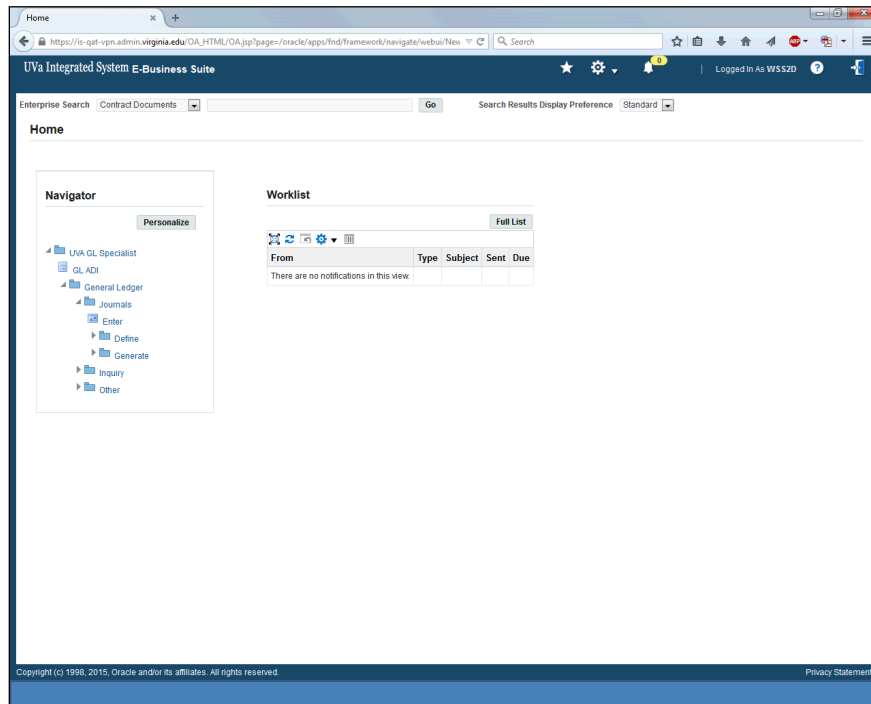 Home
https://is-qat-vpn.admin.virginia.edu/OA_HTML/OA.jsp?page=/oracle/apps/fnd/framework/navigate/webui/New
Search
ABP
UVa Integrated System E-Business Suite
0
Logged In As WSS2D
?
Enterprise Search Contract Documents Go Search Results Display Preference Standard
Home
Navigator
Personalize
UVA GL Specialist
GL ADI
General Ledger
Journals
Enter
Define
Generate
Inquiry
Other
Worklist
Full List
From Type Subject Sent Due
There are no notifications in this view.
Copyright (c) 1998, 2015, Oracle and/or its affiliates. All rights reserved.
Privacy Statement